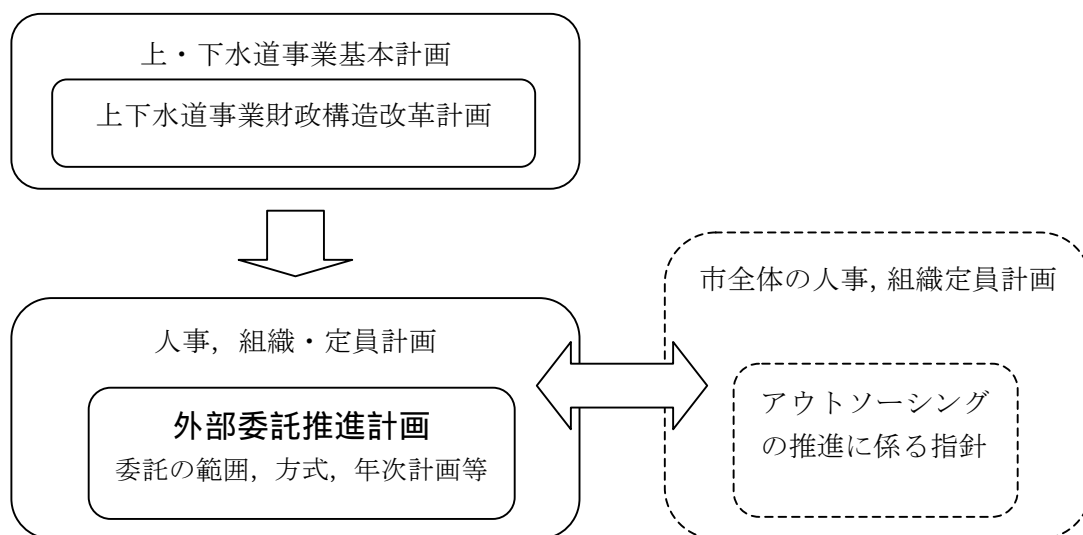 上・下水道事業基本計画
上下水道事業財政構造改革計画
市全体の人事，組織定員計画
人事，組織・定員計画
アウトソーシング
の推進に係る指針
外部委託推進計画
委託の範囲，方式，年次計画等